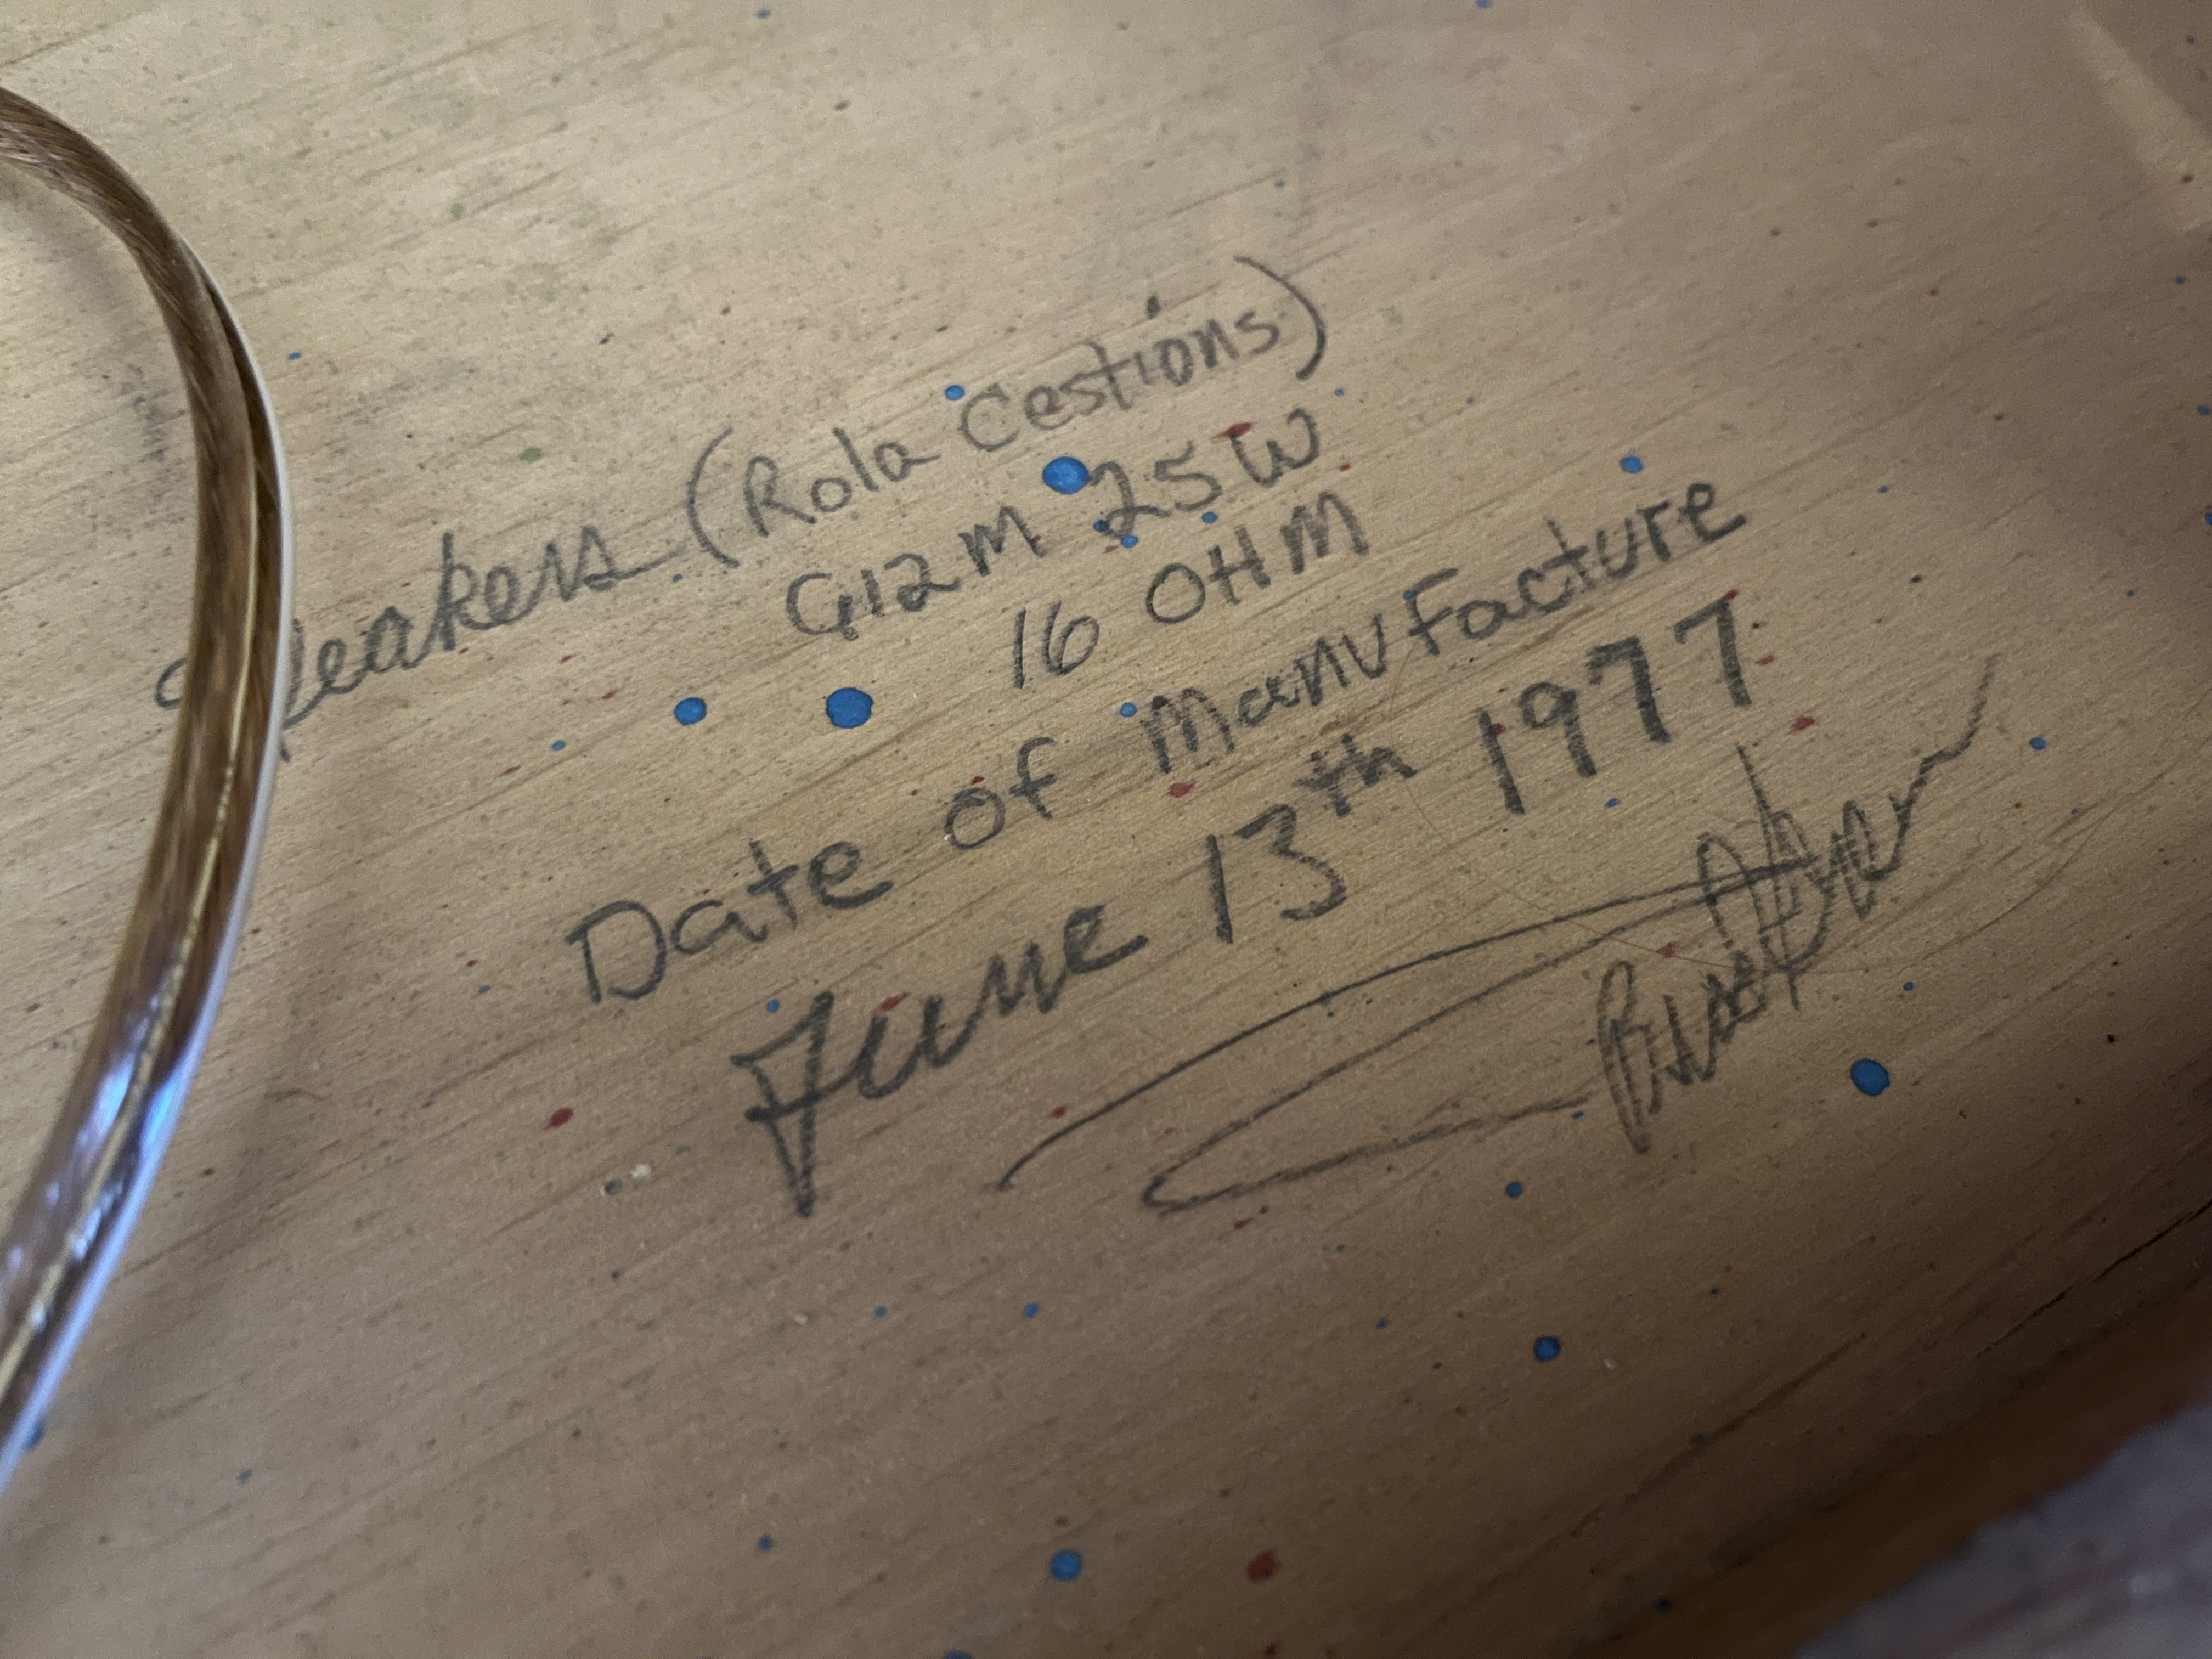 Speakers (Rola Cestions)
G12M 25W
16 OHM
Date of Manufacture
June 13th 1977